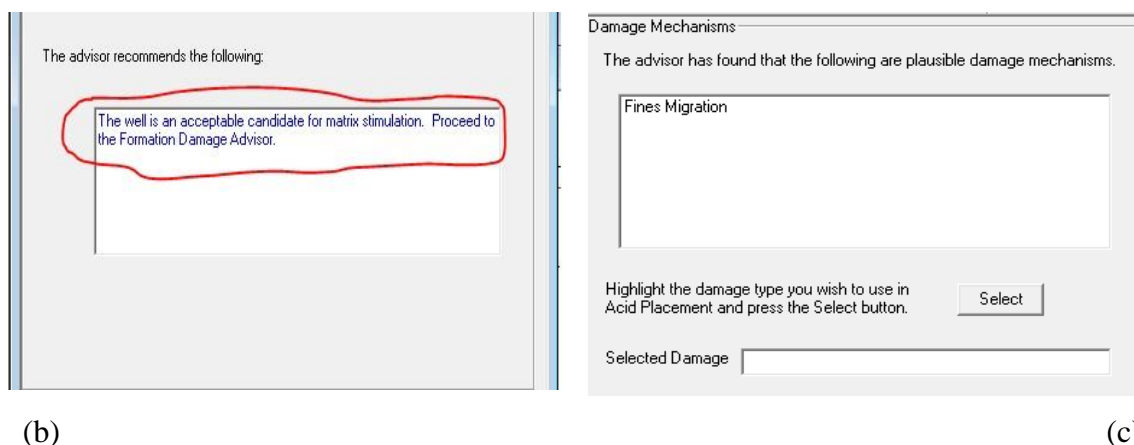 The advisor recommends the following:
The well is an acceptable candidate for matrix stimulation. Proceed to
the Formation Damage Advisor.
(b)
Damage Mechanisms
The advisor has found that the following are plausible damage mechanisms.
Fines Migration
Highlight the damage type you wish to use in
Acid Placement and press the Select button.
Select
Selected Damage
(c)